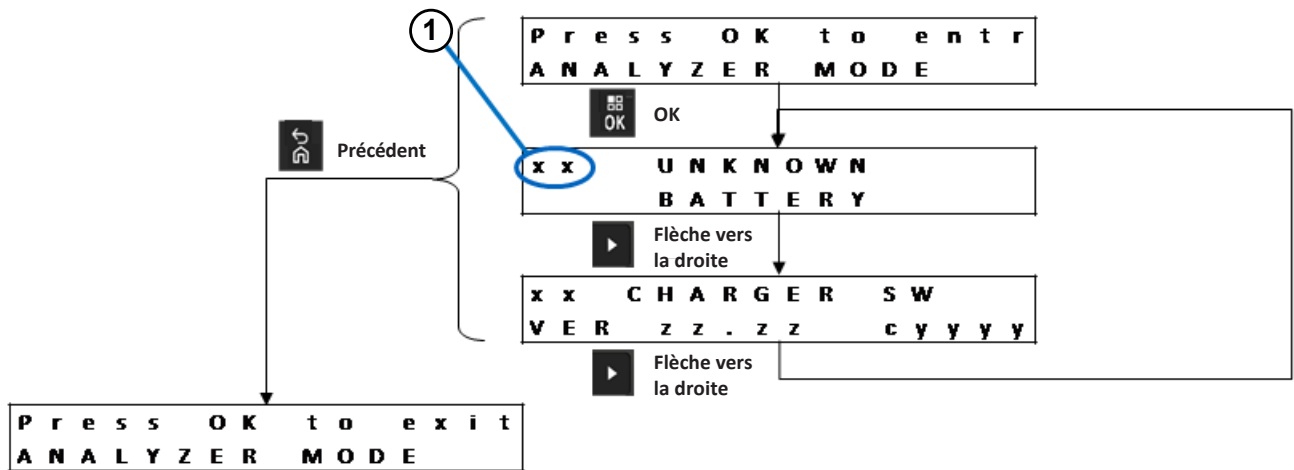 1
Press OK to entr
ANALYZER MODE
OK
OK
Précédent
xx UNKNOWN
BATTERY
Flèche vers
la droite
xx CHARGER SW
VER zz.zz cyyyy
Flèche vers
la droite
Press OK to exit
ANALYZER MODE